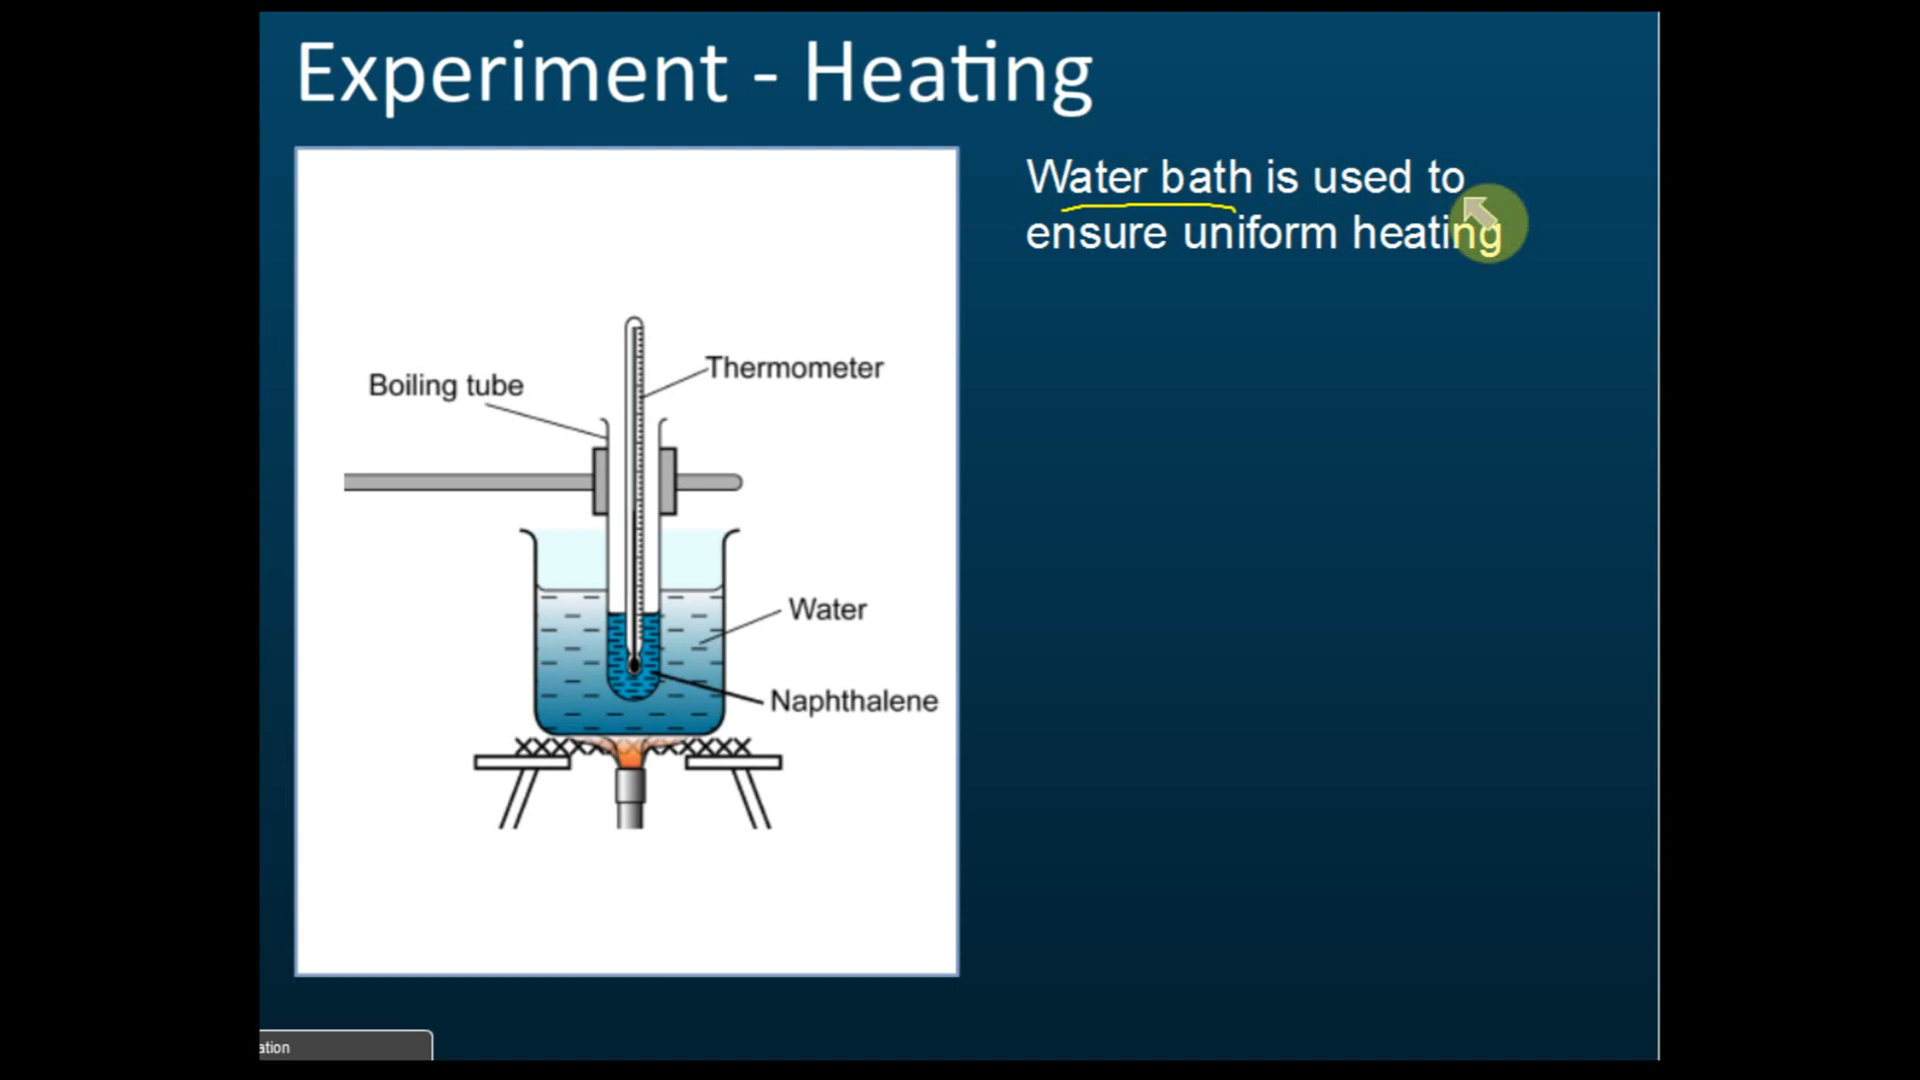 Experiment - Heating
Water bath is used to
ensure uniform heating
Thermometer
Boiling tube
Water
Naphthalene
ation